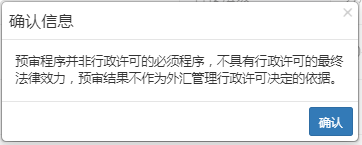 确认信息
×
预审程序并非行政许可的必须程序，不具有行政许可的最终
法律效力，预审结果不作为外汇管理行政许可决定的依据。
确认